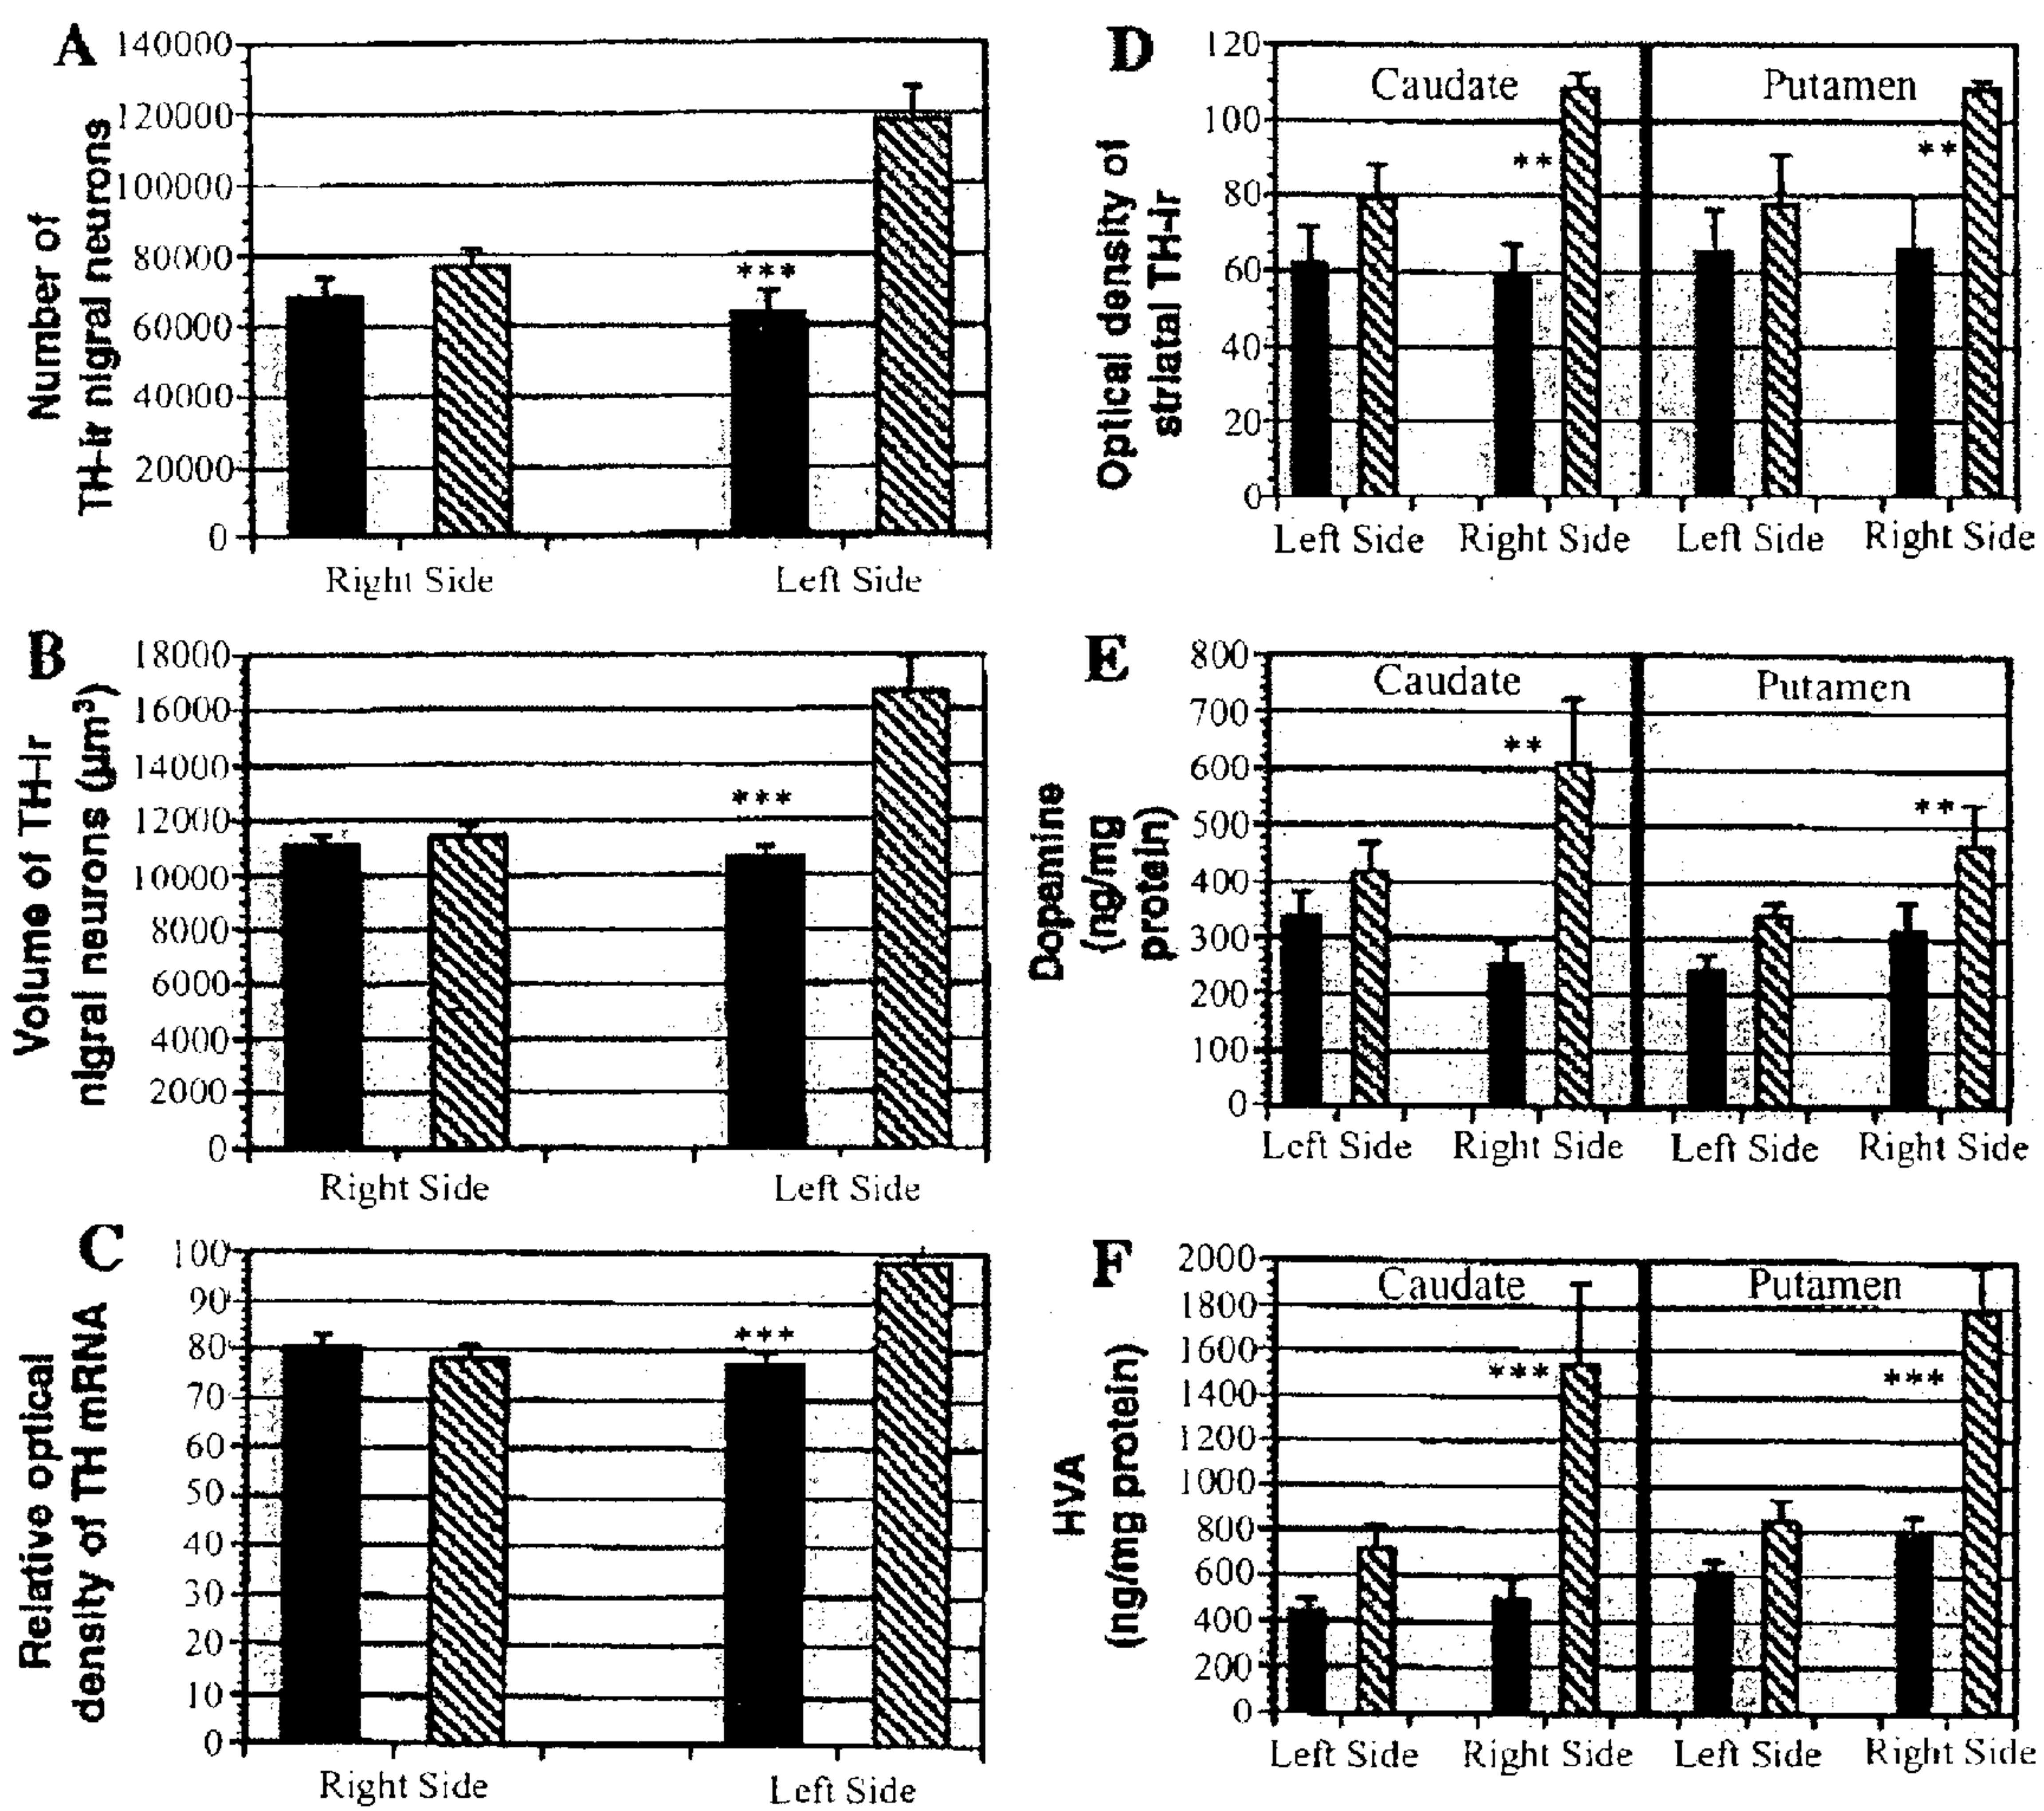 A
Number of
TH-ir nigral neurons
140000
120000
100000
80000
60000
40000
20000
0
***
Right Side
Left Side
B
Volume of TH-ir
nigral neurons (µm³)
18000
16000
14000
12000
10000
8000
6000
4000
2000
0
***
Right Side
Left Side
C
Relative optical
density of TH mRNA
100
90
80
70
60
50
40
30
20
10
0
***
Right Side
Left Side
D
Optical density of
striatal TH-ir
120
100
80
60
40
20
0
Caudate
Putamen
**
**
Left Side
Right Side
Left Side
Right Side
E
Dopamine
(ng/mg
protein)
800
700
600
500
400
300
200
100
0
Caudate
Putamen
**
**
Left Side
Right Side
Left Side
Right Side
F
HVA
(ng/mg protein)
2000
1800
1600
1400
1200
1000
800
600
400
200
0
Caudate
Putamen
***
***
Left Side
Right Side
Left Side
Right Side